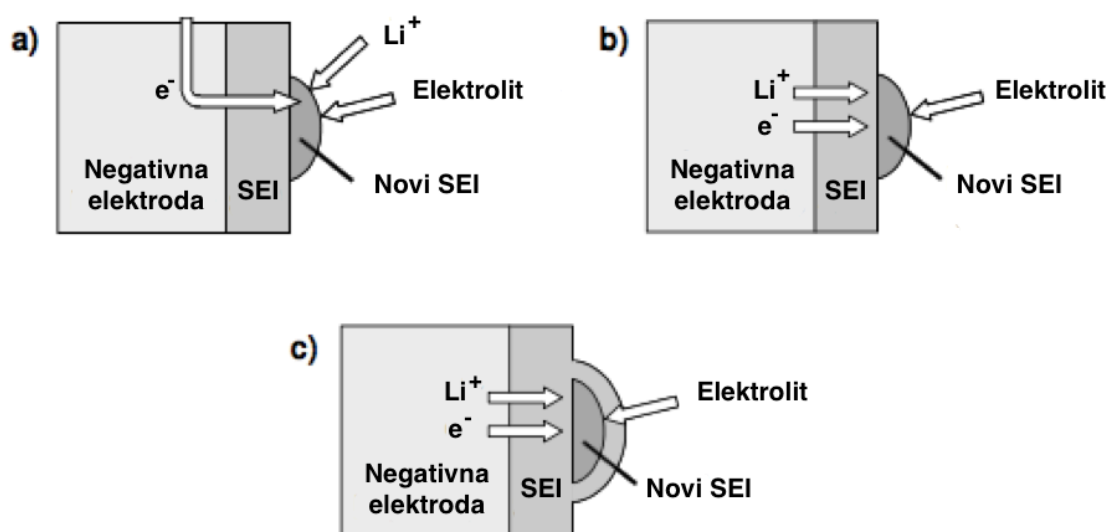 a)
Li+
e-
Elektrolit
Negativna
elektroda
SEI
Novi SEI
b)
Li+
e-
Elektrolit
Negativna
elektroda
SEI
Novi SEI
c)
Li+
e-
Elektrolit
Negativna
elektroda
SEI
Novi SEI